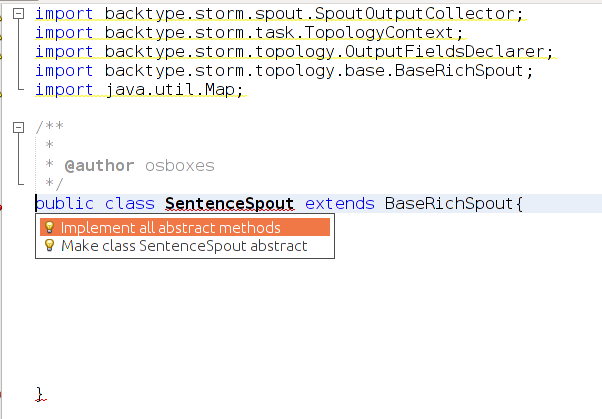 import backtype.storm.spout.SpoutOutputCollector;
import backtype.storm.task.TopologyContext;
import backtype.storm.topology.OutputFieldsDeclarer;
import backtype.storm.topology.base.BaseRichSpout;
import java.util.Map;
/**
 *
 * @author osboxes
 */
public class SentenceSpout extends BaseRichSpout{
Implement all abstract methods
Make class SentenceSpout abstract
}